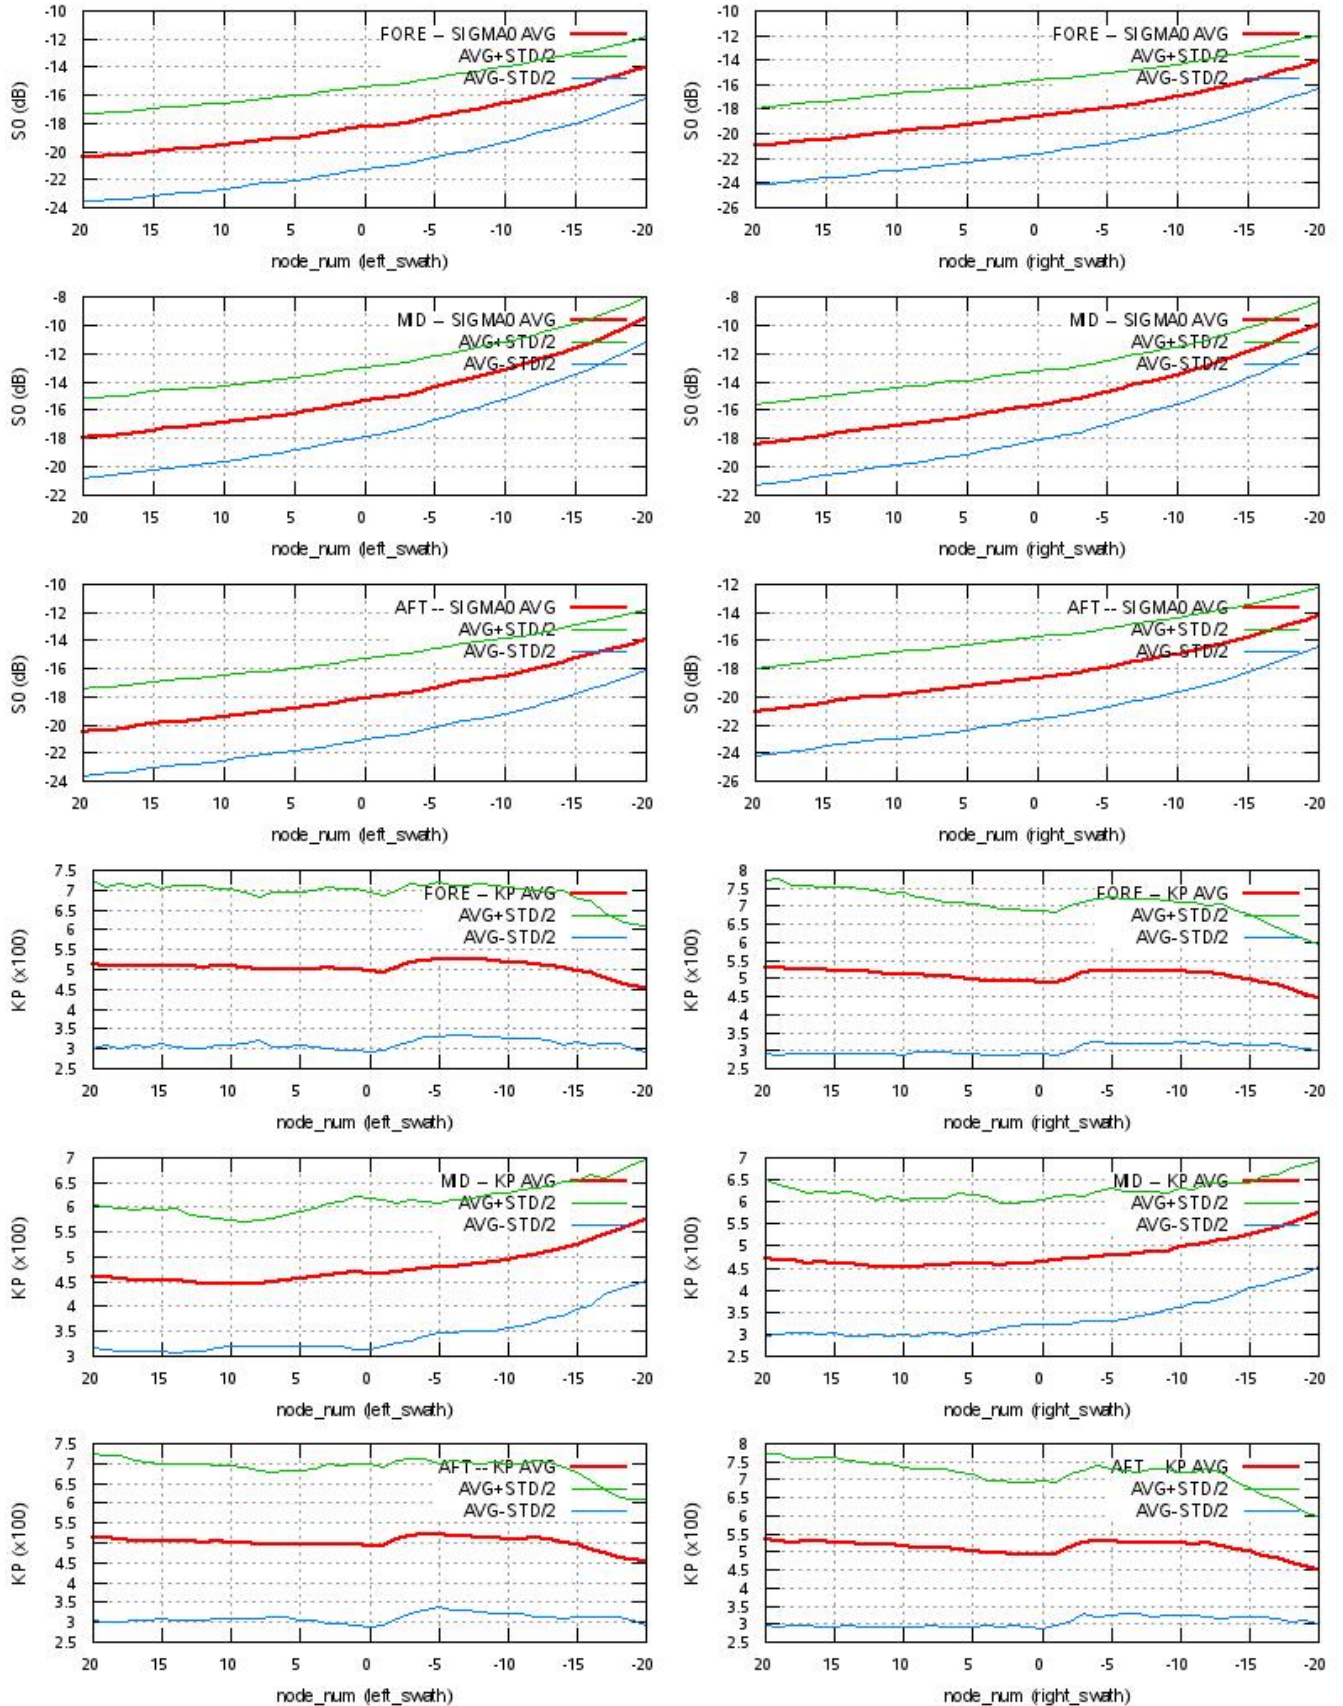 -10
-12
-14
-16
-18
-20
-22
-24
S0 (dB)
FORE -- SIGMA0 AVG
AVG+STD/2
AVG-STD/2
20 15 10 5 0 -5 -10 -15 -20
node_num (left_swath)
-10
-12
-14
-16
-18
-20
-22
-24
-26
S0 (dB)
FORE -- SIGMA0 AVG
AVG+STD/2
AVG-STD/2
20 15 10 5 0 -5 -10 -15 -20
node_num (right_swath)
-8
-10
-12
-14
-16
-18
-20
-22
S0 (dB)
MID -- SIGMA0 AVG
AVG+STD/2
AVG-STD/2
20 15 10 5 0 -5 -10 -15 -20
node_num (left_swath)
-8
-10
-12
-14
-16
-18
-20
-22
S0 (dB)
MID -- SIGMA0 AVG
AVG+STD/2
AVG-STD/2
20 15 10 5 0 -5 -10 -15 -20
node_num (right_swath)
-10
-12
-14
-16
-18
-20
-22
-24
S0 (dB)
AFT -- SIGMA0 AVG
AVG+STD/2
AVG-STD/2
20 15 10 5 0 -5 -10 -15 -20
node_num (left_swath)
-12
-14
-16
-18
-20
-22
-24
-26
S0 (dB)
AFT -- SIGMA0 AVG
AVG+STD/2
AVG-STD/2
20 15 10 5 0 -5 -10 -15 -20
node_num (right_swath)
7.5
7
6.5
6
5.5
5
4.5
4
3.5
3
2.5
KP (x100)
FORE -- KP AVG
AVG+STD/2
AVG-STD/2
20 15 10 5 0 -5 -10 -15 -20
node_num (left_swath)
8
7.5
7
6.5
6
5.5
5
4.5
4
3.5
3
2.5
KP (x100)
FORE -- KP AVG
AVG+STD/2
AVG-STD/2
20 15 10 5 0 -5 -10 -15 -20
node_num (right_swath)
7
6.5
6
5.5
5
4.5
4
3.5
3
KP (x100)
MID -- KP AVG
AVG+STD/2
AVG-STD/2
20 15 10 5 0 -5 -10 -15 -20
node_num (left_swath)
7
6.5
6
5.5
5
4.5
4
3.5
3
2.5
KP (x100)
MID -- KP AVG
AVG+STD/2
AVG-STD/2
20 15 10 5 0 -5 -10 -15 -20
node_num (right_swath)
7.5
7
6.5
6
5.5
5
4.5
4
3.5
3
2.5
KP (x100)
AFT -- KP AVG
AVG+STD/2
AVG-STD/2
20 15 10 5 0 -5 -10 -15 -20
node_num (left_swath)
8
7.5
7
6.5
6
5.5
5
4.5
4
3.5
3
2.5
KP (x100)
AFT -- KP AVG
AVG+STD/2
AVG-STD/2
20 15 10 5 0 -5 -10 -15 -20
node_num (right_swath)